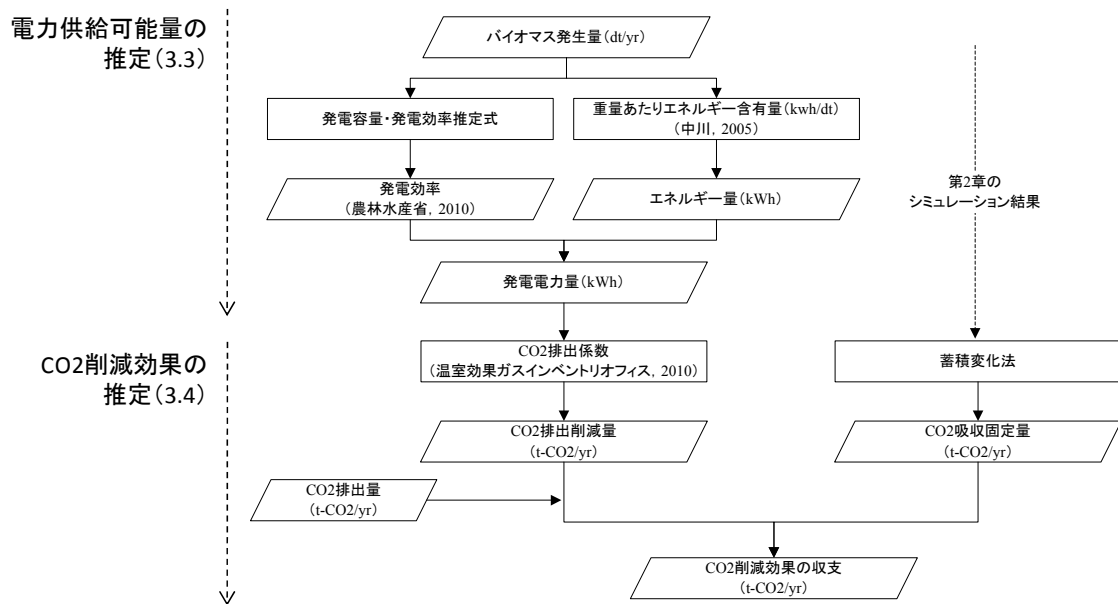 電力供給可能量の
推定(3.3)
バイオマス発生量(dt/yr)
発電容量・発電効率推定式
重量あたりエネルギー含有量(kwh/dt)
(中川, 2005)
発電効率
(農林水産省, 2010)
エネルギー量(kWh)
第2章の
シミュレーション結果
発電電力量(kWh)
CO2削減効果の
推定(3.4)
CO2排出係数
(温室効果ガスインベントリオフィス, 2010)
蓄積変化法
CO2排出削減量
(t-CO2/yr)
CO2吸収固定量
(t-CO2/yr)
CO2排出量
(t-CO2/yr)
CO2削減効果の収支
(t-CO2/yr)